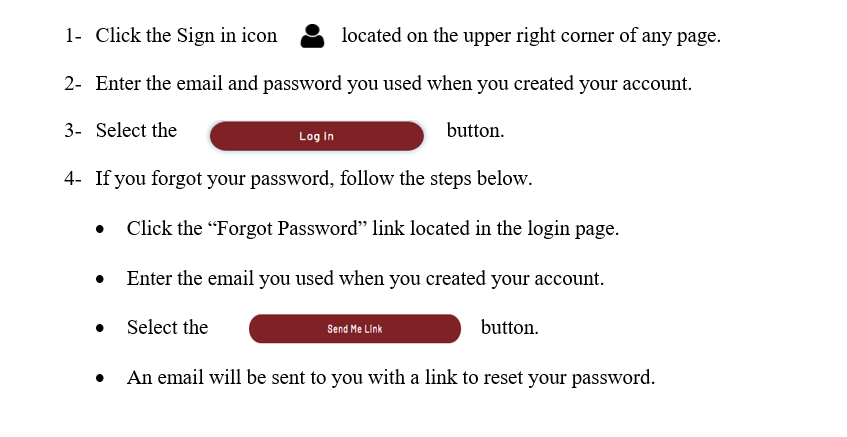 1- Click the Sign in icon located on the upper right corner of any page.
2- Enter the email and password you used when you created your account.
3- Select the Log In button.
4- If you forgot your password, follow the steps below.
• Click the “Forgot Password” link located in the login page.
• Enter the email you used when you created your account.
• Select the Send Me Link button.
• An email will be sent to you with a link to reset your password.